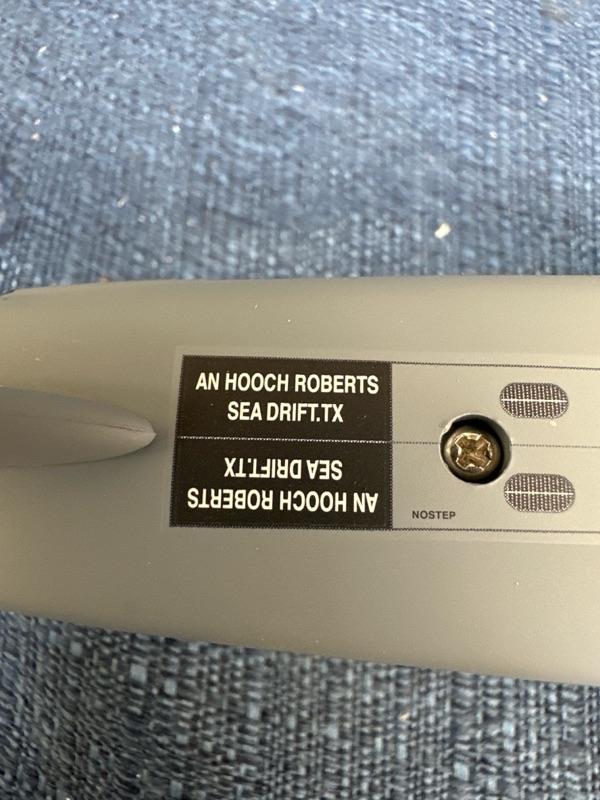 AN HOOCH ROBERTS
SEA DRIFT.TX
AN HOOCH ROBERTS
SEA DRIFT.TX
NOSTEP